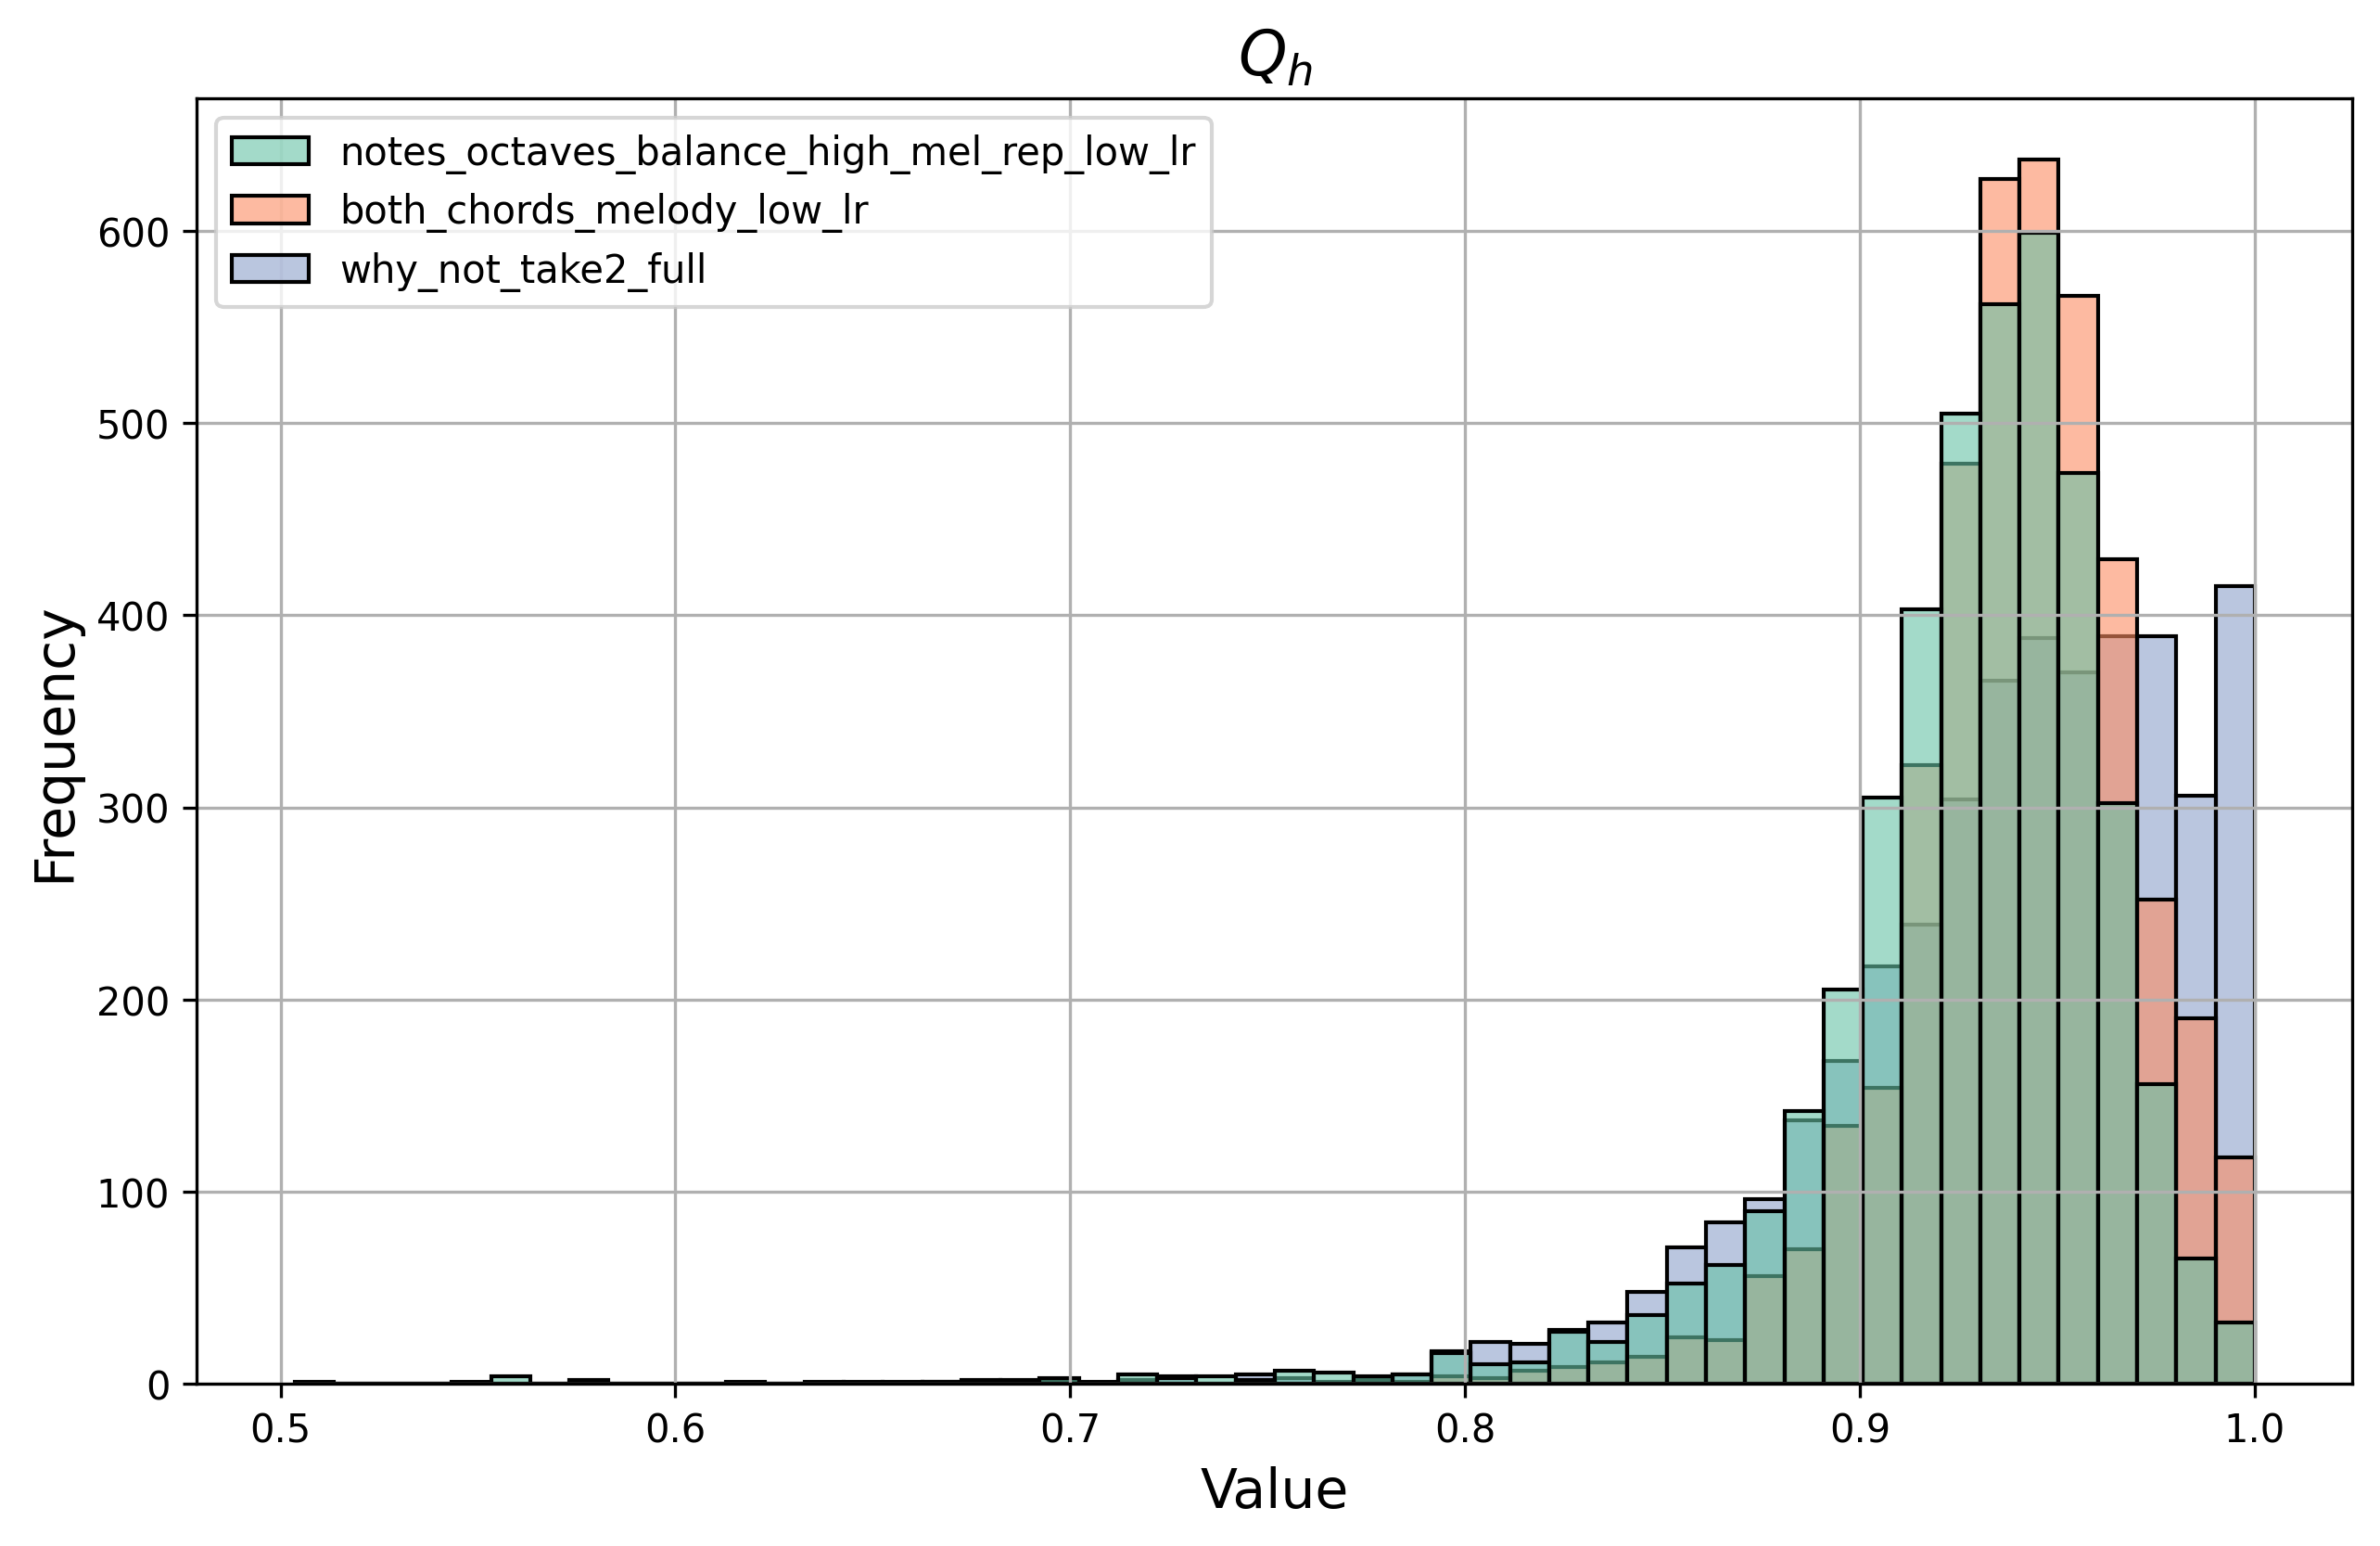 Qh
notes_octaves_balance_high_mel_rep_low_lr
both_chords_melody_low_lr
why_not_take2_full
Frequency
600
500
400
300
200
100
0
0.5 0.6 0.7 0.8 0.9 1.0
Value